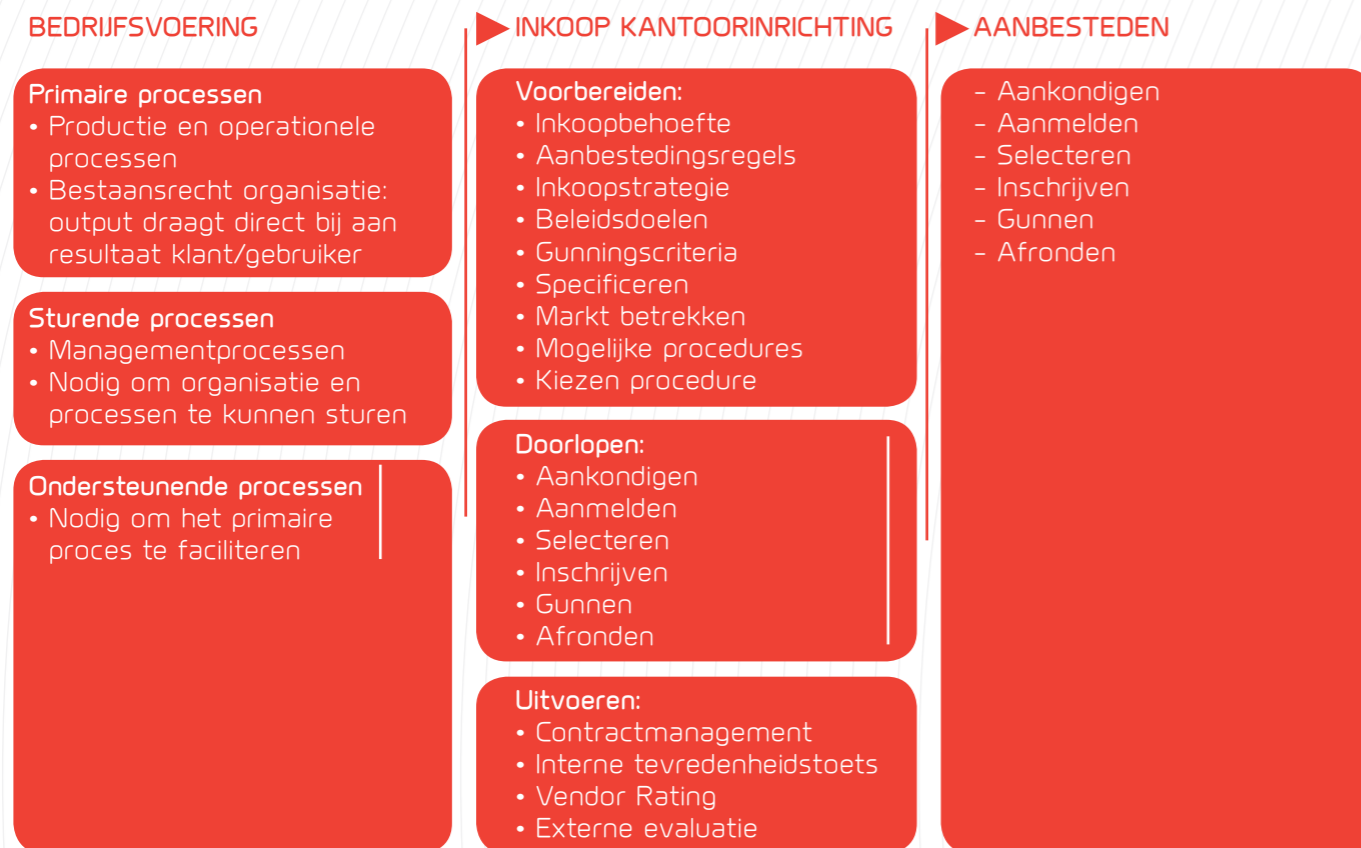 BEDRIJFSVOERING
Primaire processen
• Productie en operationele
processen
• Bestaansrecht organisatie:
output draagt direct bij aan
resultaat klant/gebruiker
Sturende processen
• Managementprocessen
• Nodig om organisatie en
processen te kunnen sturen
Ondersteunende processen
• Nodig om het primaire
proces te faciliteren
INKOOP KANTOORINRICHTING
Voorbereiden:
• Inkoopbehoefte
• Aanbestedingsregels
• Inkoopstrategie
• Beleidsdoelen
• Gunningscriteria
• Specificeren
• Markt betrekken
• Mogelijke procedures
• Kiezen procedure
Doorlopen:
• Aankondigen
• Aanmelden
• Selecteren
• Inschrijven
• Gunnen
• Afronden
Uitvoeren:
• Contractmanagement
• Interne tevredenheidstoets
• Vendor Rating
• Externe evaluatie
AANBESTEDEN
- Aankondigen
- Aanmelden
- Selecteren
- Inschrijven
- Gunnen
- Afronden